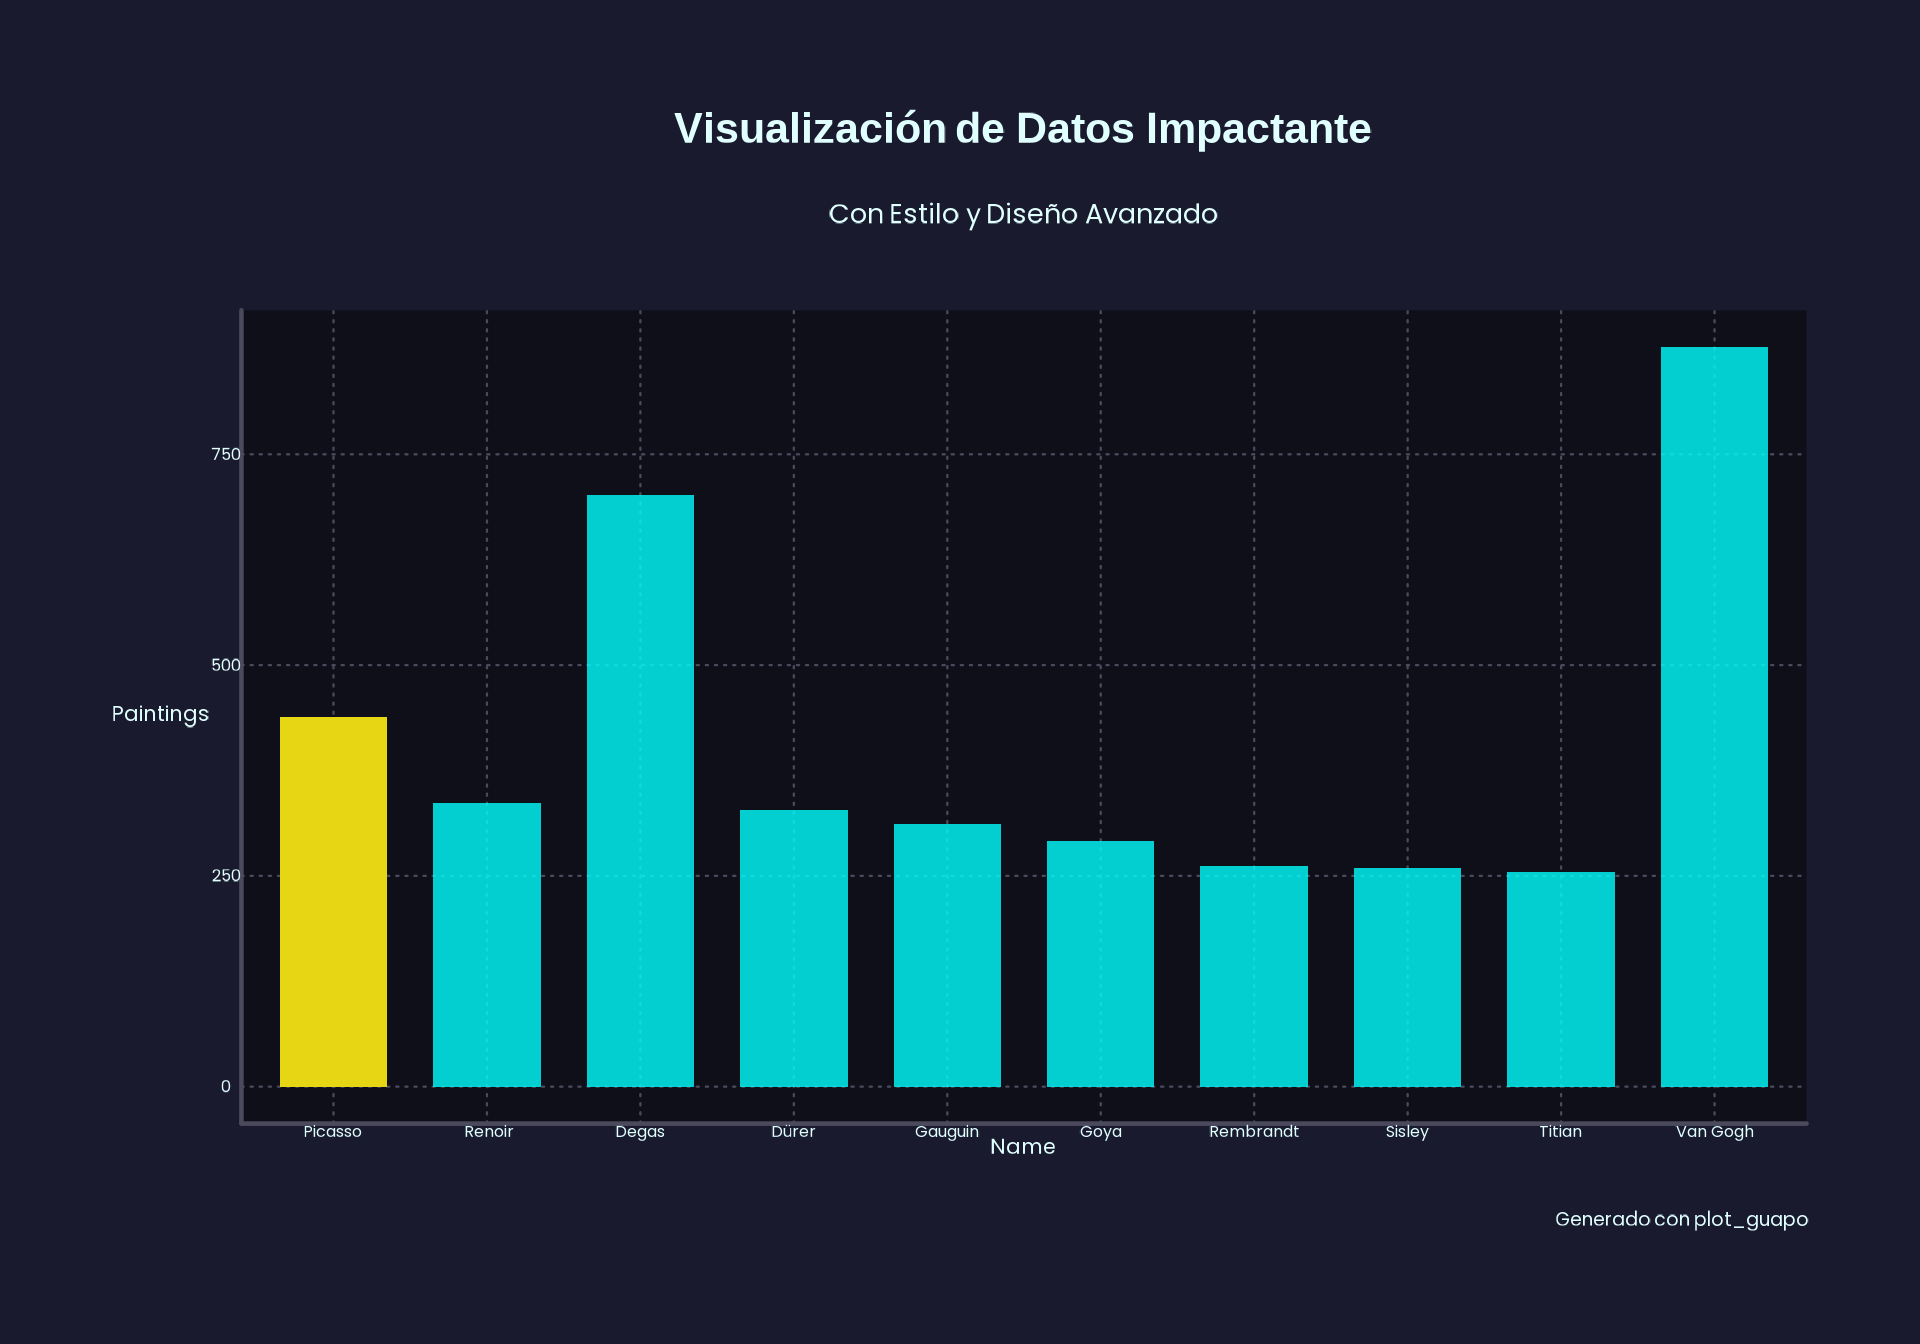 Visualización de Datos Impactante
Con Estilo y Diseño Avanzado
750
500
Paintings
250
0
Picasso Renoir Degas Dürer Gauguin Goya Rembrandt Sisley Titian Van Gogh
Name
Generado con plot_guapo